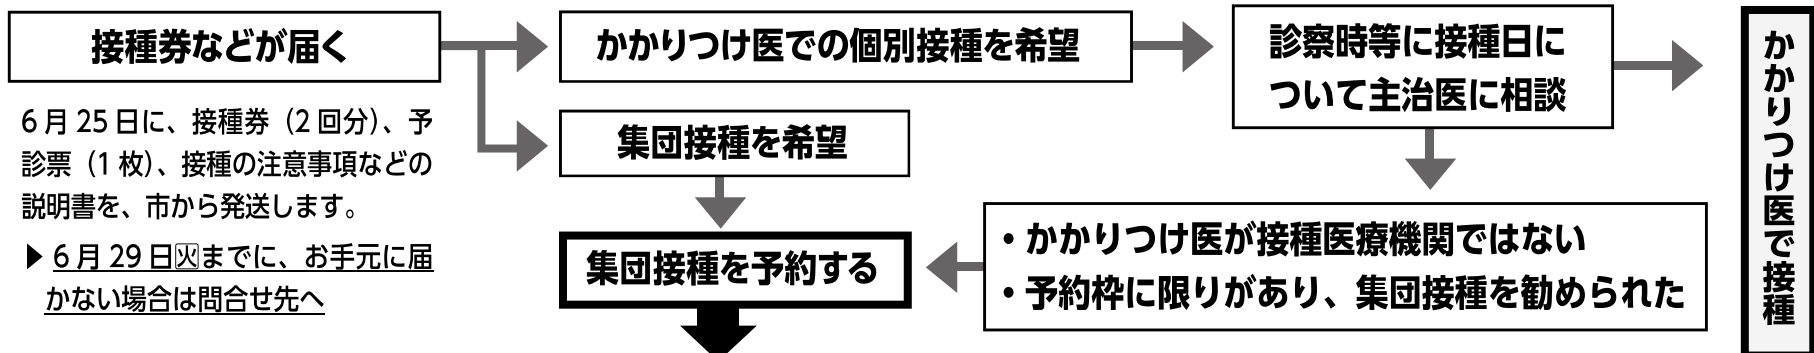 接種券などが届く
6月25日に、接種券（2回分）、予
診票（1枚）、接種の注意事項などの
説明書を、市から発送します。
▶6月29日㊋までに、お手元に届
かない場合は問合せ先へ
かかりつけ医での個別接種を希望
集団接種を希望
集団接種を予約する
診察時等に接種日に
ついて主治医に相談
・かかりつけ医が接種医療機関ではない
・予約枠に限りがあり、集団接種を勧められた
かかりつけ医で接種